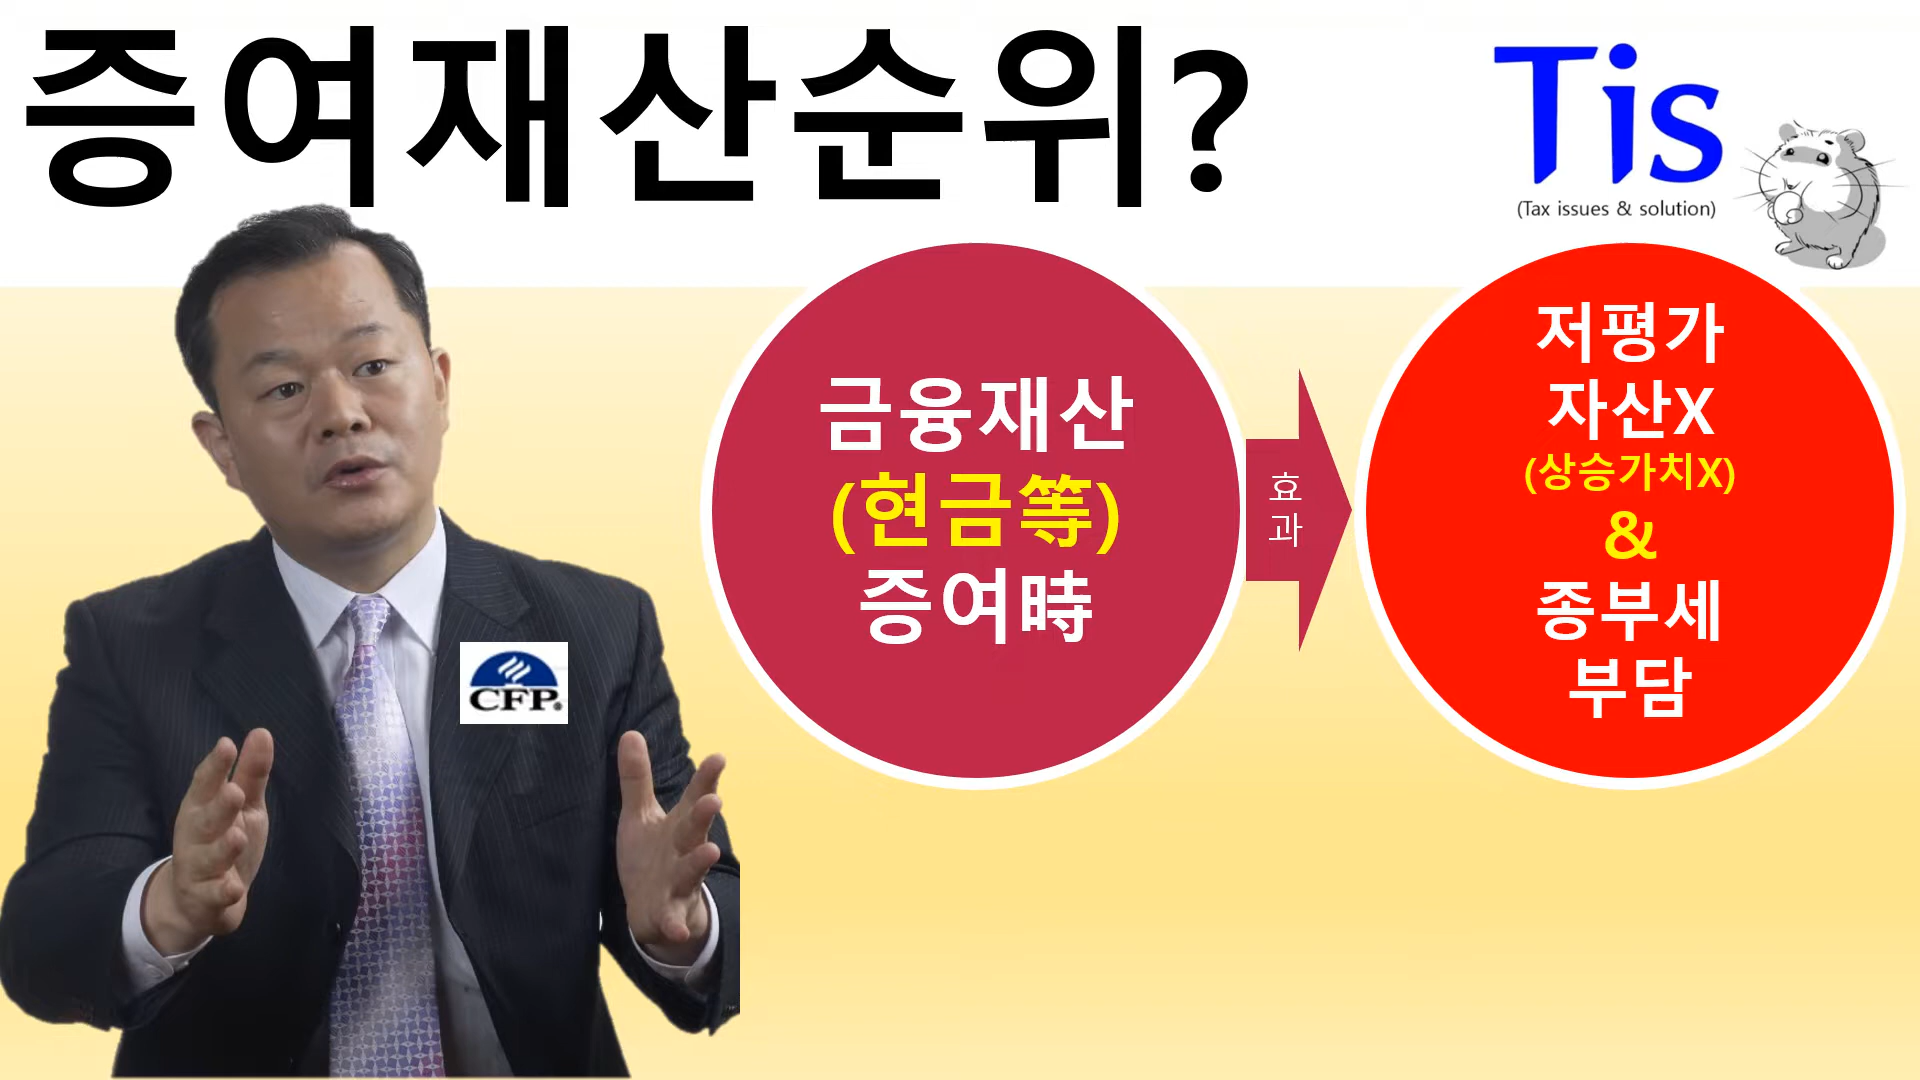 증여재산순위?
Tis
(Tax issues & solution)
금융재산
(현금等)
증여時
효
과
저평가
자산X
(상승가치X)
&
종부세
부담
CFP®